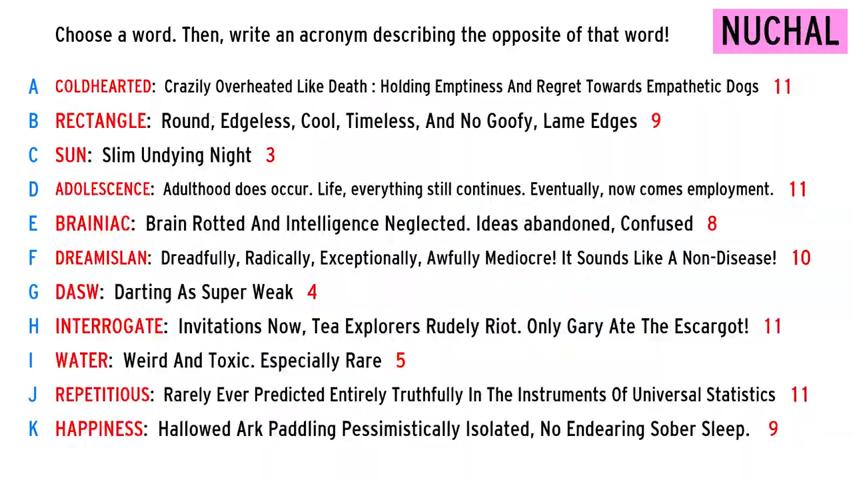 Choose a word. Then, write an acronym describing the opposite of that word!
NUCHAL
A COLDHEARTED: Crazily Overheated Like Death : Holding Emptiness And Regret Towards Empathetic Dogs 11
B RECTANGLE: Round, Edgeless, Cool, Timeless, And No Goofy, Lame Edges 9
C SUN: Slim Undying Night 3
D ADOLESCENCE: Adulthood does occur. Life, everything still continues. Eventually, now comes employment. 11
E BRAINIAC: Brain Rotted And Intelligence Neglected. Ideas abandoned, Confused 8
F DREAMISLAN: Dreadfully, Radically, Exceptionally, Awfully Mediocre! It Sounds Like A Non-Disease! 10
G DASW: Darting As Super Weak 4
H INTERROGATE: Invitations Now, Tea Explorers Rudely Riot. Only Gary Ate The Escargot! 11
I WATER: Weird And Toxic. Especially Rare 5
J REPETITIOUS: Rarely Ever Predicted Entirely Truthfully In The Instruments Of Universal Statistics 11
K HAPPINESS: Hallowed Ark Paddling Pessimistically Isolated, No Endearing Sober Sleep. 9